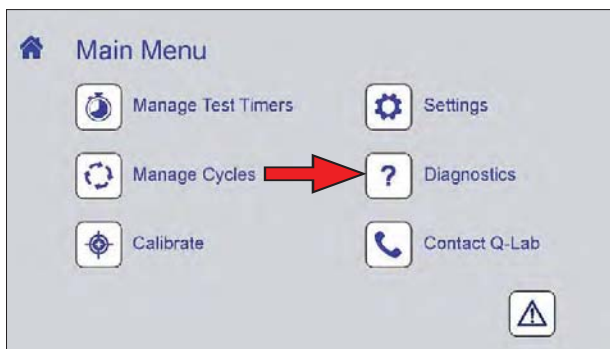 Main Menu
Manage Test Timers
Settings
Manage Cycles
? Diagnostics
Calibrate
Contact Q-Lab